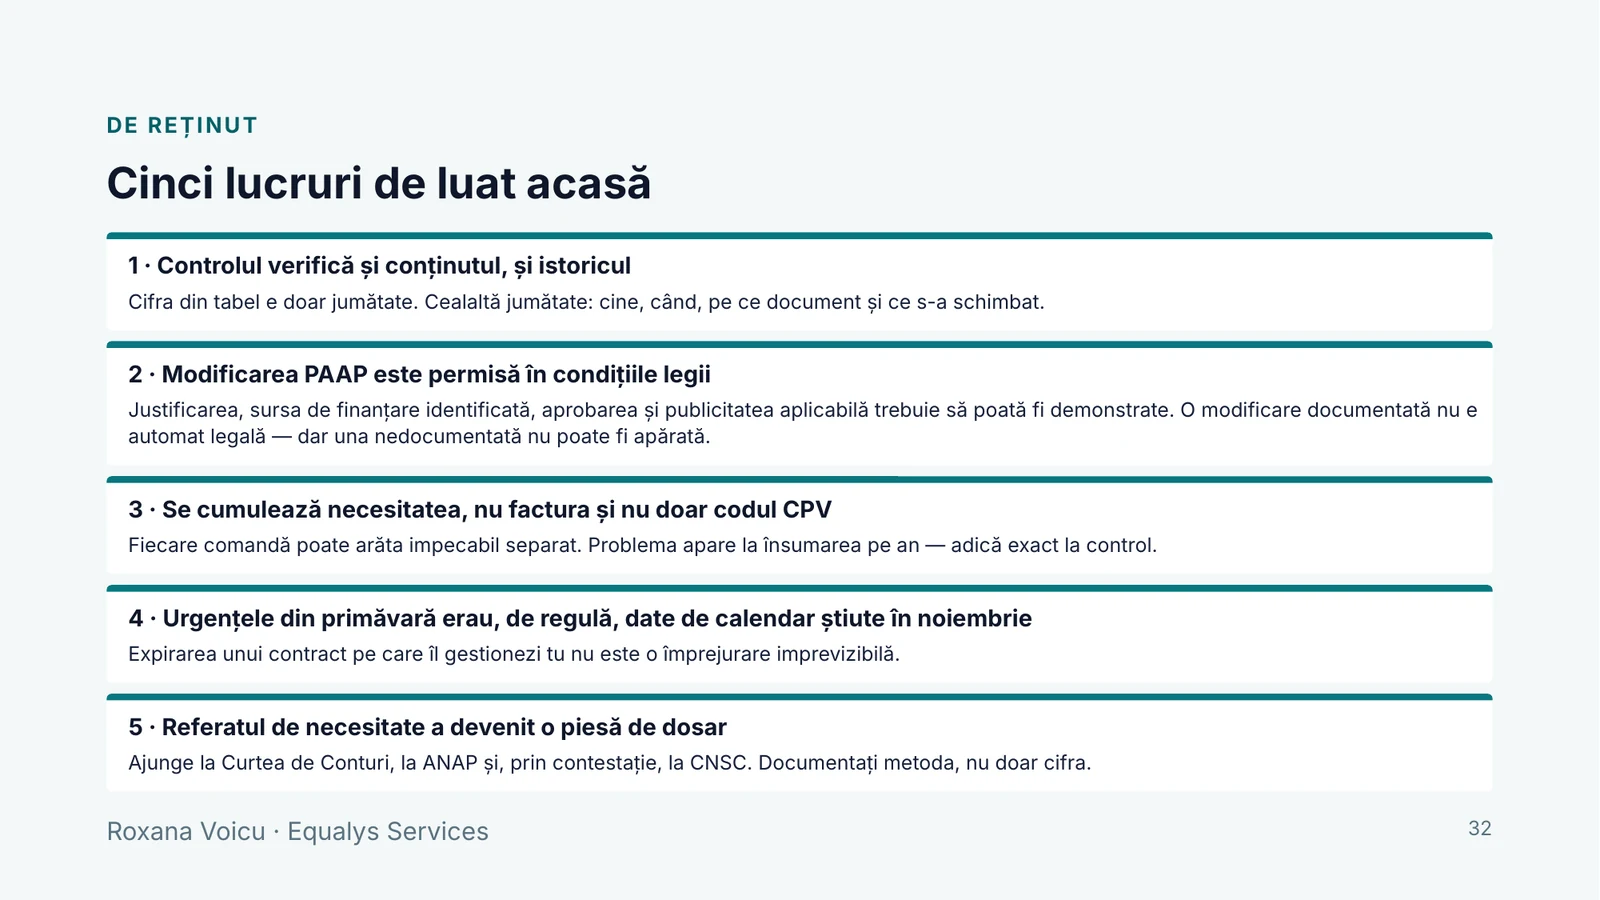 DE REȚINUT
Cinci lucruri de luat acasă
1 · Controlul verifică și conținutul, și istoricul
Cifra din tabel e doar jumătate. Cealaltă jumătate: cine, când, pe ce document și ce s-a schimbat.
2 · Modificarea PAAP este permisă în condițiile legii
Justificarea, sursa de finanțare identificată, aprobarea și publicitatea aplicabilă trebuie să poată fi demonstrate. O modificare documentată nu e
automat legală — dar una nedocumentată nu poate fi apărată.
3 · Se cumulează necesitatea, nu factura și nu doar codul CPV
Fiecare comandă poate arăta impecabil separat. Problema apare la însumarea pe an — adică exact la control.
4 · Urgențele din primăvară erau, de regulă, date de calendar știute în noiembrie
Expirarea unui contract pe care îl gestionezi tu nu este o împrejurare imprevizibilă.
5 · Referatul de necesitate a devenit o piesă de dosar
Ajunge la Curtea de Conturi, la ANAP și, prin contestație, la CNSC. Documentați metoda, nu doar cifra.
Roxana Voicu · Equalys Services
32